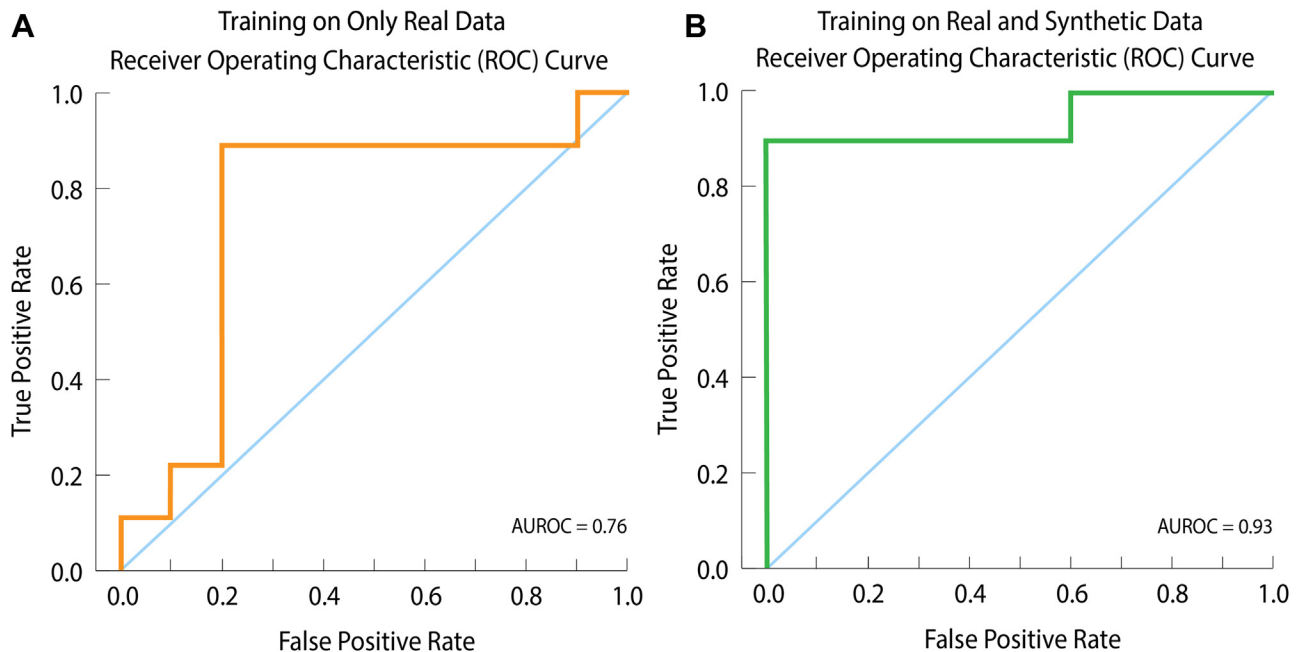 A
Training on Only Real Data
Receiver Operating Characteristic (ROC) Curve
1.0
0.8
0.6
0.4
0.2
0.0
True Positive Rate
AUROC = 0.76
0.0 0.2 0.4 0.6 0.8 1.0
False Positive Rate
B
Training on Real and Synthetic Data
Receiver Operating Characteristic (ROC) Curve
1.0
0.8
0.6
0.4
0.2
0.0
True Positive Rate
AUROC = 0.93
0.0 0.2 0.4 0.6 0.8 1.0
False Positive Rate